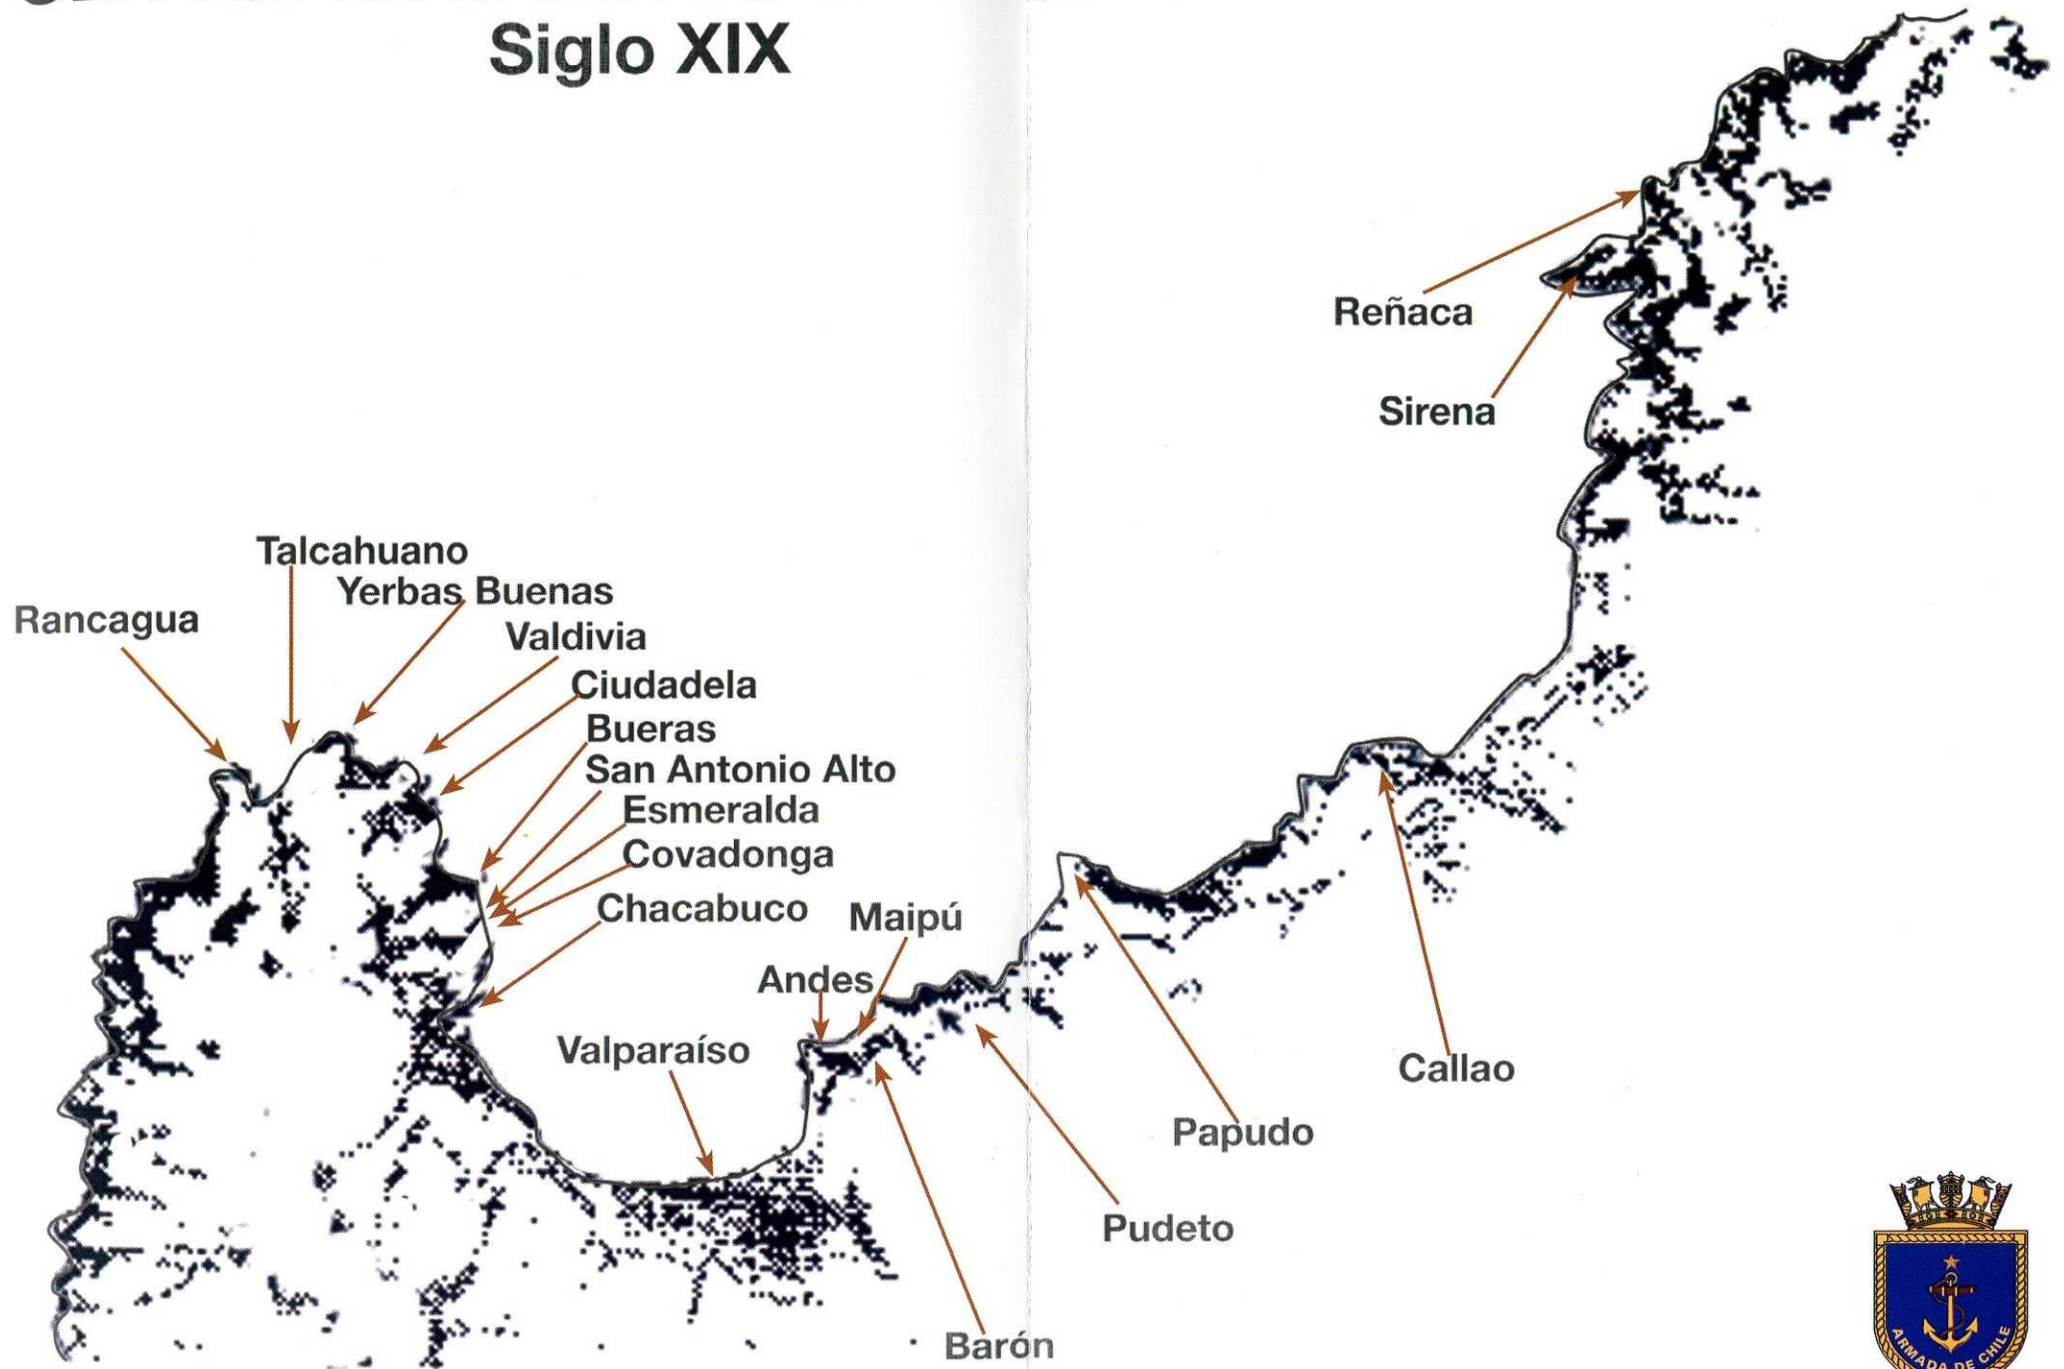 Siglo XIX
Reñaca
Sirena
Talcahuano
Yerbas Buenas
Rancagua
Valdivia
Ciudadela
Bueras
San Antonio Alto
Esmeralda
Covadonga
Chacabuco
Maipú
Andes
Valparaíso
Callao
Papudo
Pudeto
Barón
ARMADA DE CHILE